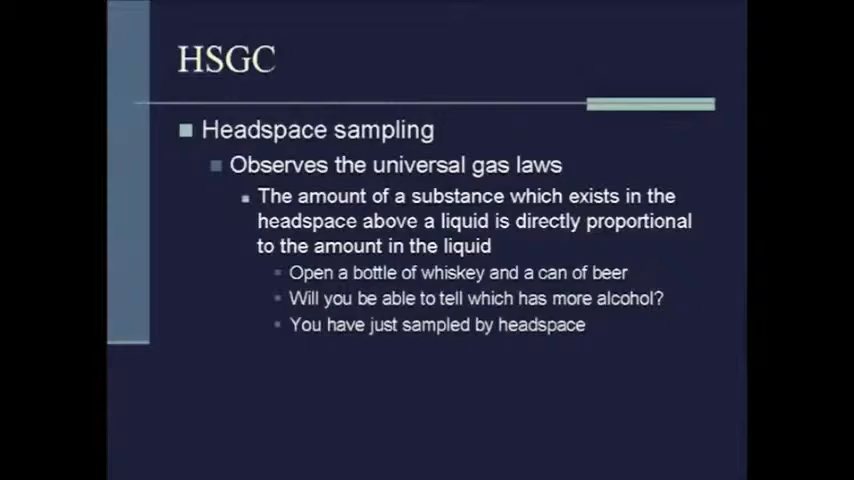 HSGC
Headspace sampling
Observes the universal gas laws
The amount of a substance which exists in the
headspace above a liquid is directly proportional
to the amount in the liquid
Open a bottle of whiskey and a can of beer
Will you be able to tell which has more alcohol?
You have just sampled by headspace